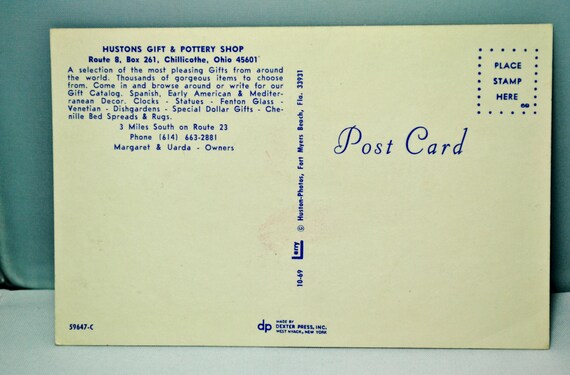 HUSTONS GIFT & POTTERY SHOP
Route 8, Box 261, Chillicothe, Ohio 45601
A selection of the most pleasing Gifts from around
the world. Thousands of gorgeous items to choose
from. Come in and browse around or write for our
Gift Catalog. Spanish, Early American & Mediter-
ranean Decor. Clocks - Statues - Fenton Glass -
Venetian - Dishgardens - Special Dollar Gifts - Che-
nille Bed Spreads & Rugs.
3 Miles South on Route 23
Phone (614) 663-2881
Margaret & Uarda - Owners
59647-C
10-69 Larry © Huston-Photos, Fort Myers Beach, Fla. 33931
dp MADE BY
DEXTER PRESS, INC.
WEST NYACK, NEW YORK
Post Card
PLACE
STAMP
HERE